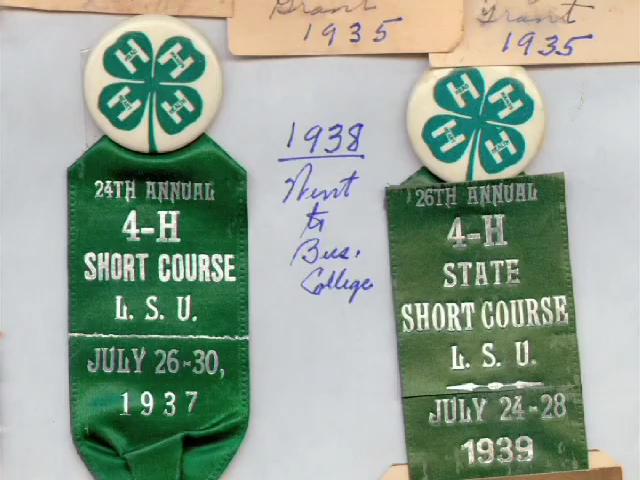 Grant
1935
Grant
1935
H H H H
HEAD
H H H H
24TH ANNUAL
4-H
SHORT COURSE
L. S. U.
JULY 26-30,
1937
1938
Went
to
Bus.
College
26TH ANNUAL
4-H
STATE
SHORT COURSE
L. S. U.
JULY 24-28
1939